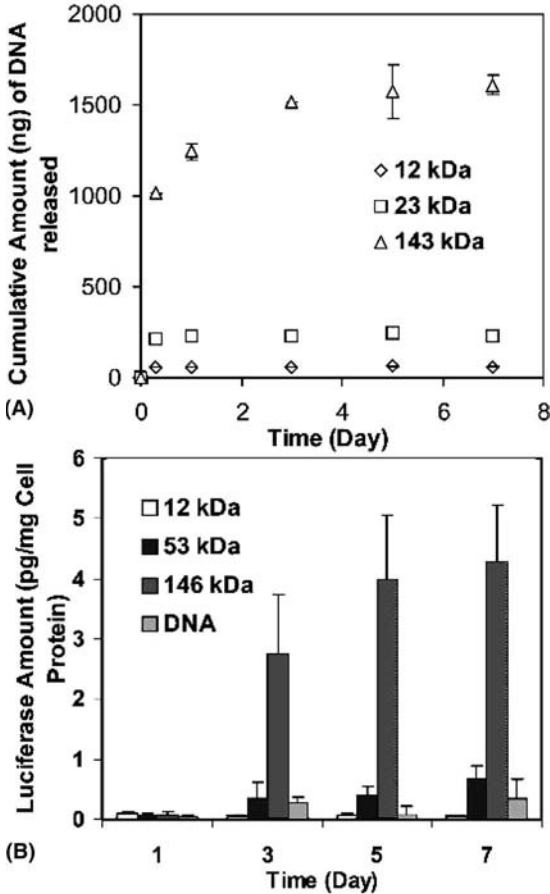 2000
1500
1000
500
0
Cumulative Amount (ng) of DNA
released
12 kDa
23 kDa
143 kDa
0 2 4 6 8
Time (Day)
(A)
6
5
4
3
2
1
0
Luciferase Amount (pg/mg Cell
Protein)
12 kDa
53 kDa
146 kDa
DNA
1 3 5 7
Time (Day)
(B)